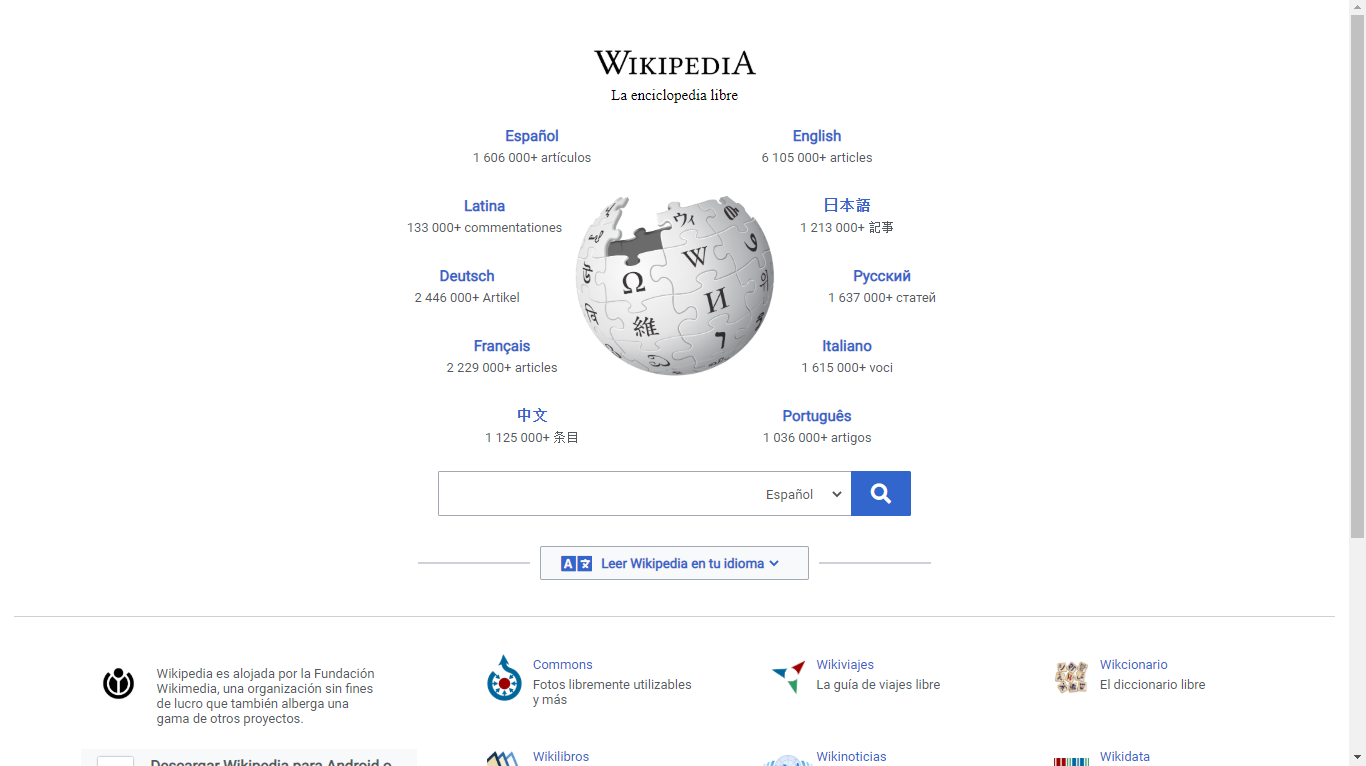 WIKIPEDIA
La enciclopedia libre
Español
1 606 000+ artículos
English
6 105 000+ articles
Latina
133 000+ commentationes
日本語
1 213 000+ 記事
Deutsch
2 446 000+ Artikel
Русский
1 637 000+ статей
Français
2 229 000+ articles
Italiano
1 615 000+ voci
中文
1 125 000+ 条目
Português
1 036 000+ artigos
Ω W И 維 ウィ 7
Español
A 文 Leer Wikipedia en tu idioma
Wikipedia es alojada por la Fundación
Wikimedia, una organización sin fines
de lucro que también alberga una
gama de otros proyectos.
Commons
Fotos libremente utilizables
y más
Wikiviajes
La guía de viajes libre
Wikcionario
El diccionario libre
Descargar Wikipedia para Android o
Wikilibros
Wikinoticias
Wikidata